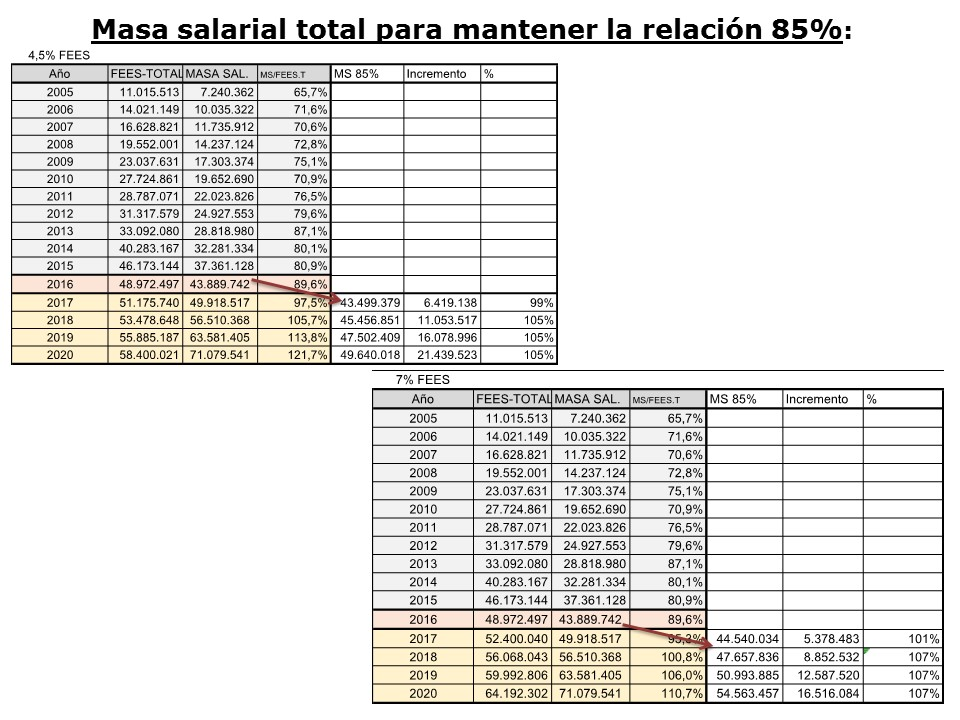 Masa salarial total para mantener la relación 85%:
4,5% FEES
Año FEES-TOTAL MASA SAL. MS/FEES.T MS 85% Incremento %
2005 11.015.513 7.240.362 65,7%
2006 14.021.149 10.035.322 71,6%
2007 16.628.821 11.735.912 70,6%
2008 19.552.001 14.237.124 72,8%
2009 23.037.631 17.303.374 75,1%
2010 27.724.861 19.652.690 70,9%
2011 28.787.071 22.023.826 76,5%
2012 31.317.579 24.927.553 79,6%
2013 33.092.080 28.818.980 87,1%
2014 40.283.167 32.281.334 80,1%
2015 46.173.144 37.361.128 80,9%
2016 48.972.497 43.889.742 89,6%
2017 51.175.740 49.918.517 97,5% 43.499.379 6.419.138 99%
2018 53.478.648 56.510.368 105,7% 45.456.851 11.053.517 105%
2019 55.885.187 63.581.405 113,8% 47.502.409 16.078.996 105%
2020 58.400.021 71.079.541 121,7% 49.640.018 21.439.523 105%
7% FEES
Año FEES-TOTAL MASA SAL. MS/FEES.T MS 85% Incremento %
2005 11.015.513 7.240.362 65,7%
2006 14.021.149 10.035.322 71,6%
2007 16.628.821 11.735.912 70,6%
2008 19.552.001 14.237.124 72,8%
2009 23.037.631 17.303.374 75,1%
2010 27.724.861 19.652.690 70,9%
2011 28.787.071 22.023.826 76,5%
2012 31.317.579 24.927.553 79,6%
2013 33.092.080 28.818.980 87,1%
2014 40.283.167 32.281.334 80,1%
2015 46.173.144 37.361.128 80,9%
2016 48.972.497 43.889.742 89,6%
2017 52.400.040 49.918.517 95,3% 44.540.034 5.378.483 101%
2018 56.068.043 56.510.368 100,8% 47.657.836 8.852.532 107%
2019 59.992.806 63.581.405 106,0% 50.993.885 12.587.520 107%
2020 64.192.302 71.079.541 110,7% 54.563.457 16.516.084 107%